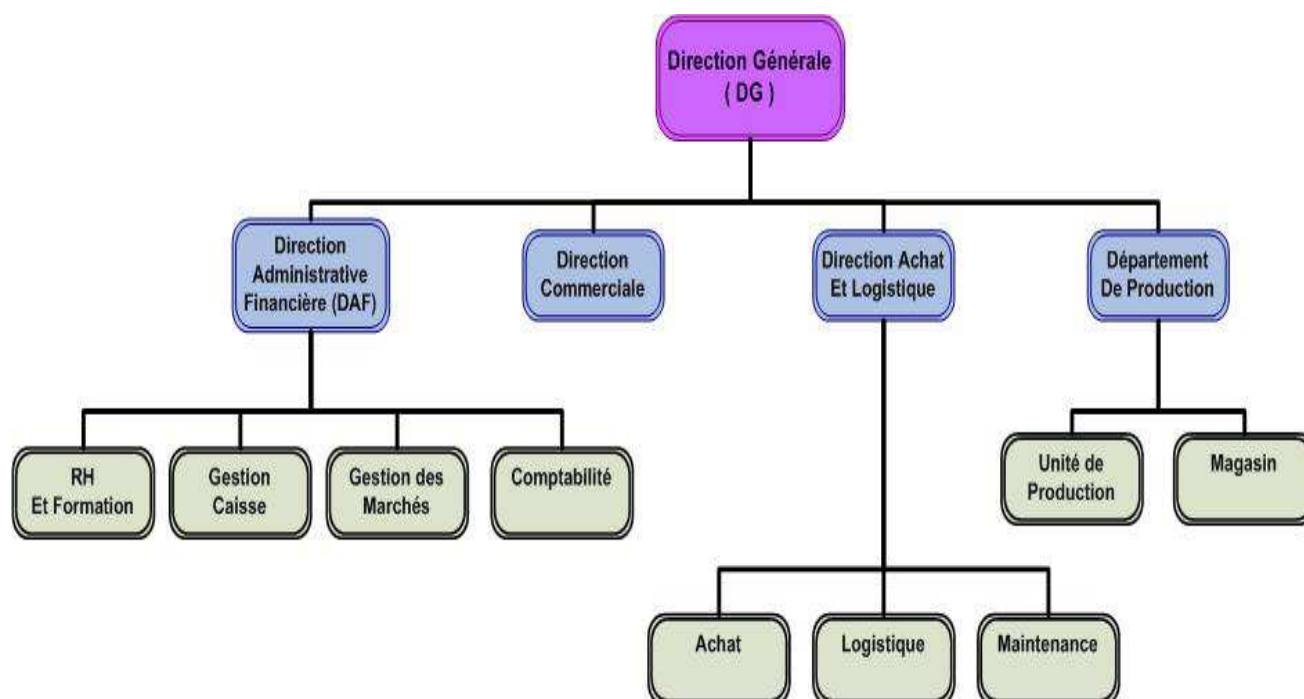 Direction Générale
( DG )
Direction
Administrative
Financière (DAF)
Direction
Commerciale
Direction Achat
Et Logistique
Département
De Production
RH
Et Formation
Gestion
Caisse
Gestion des
Marchés
Comptabilité
Unité de
Production
Magasin
Achat
Logistique
Maintenance